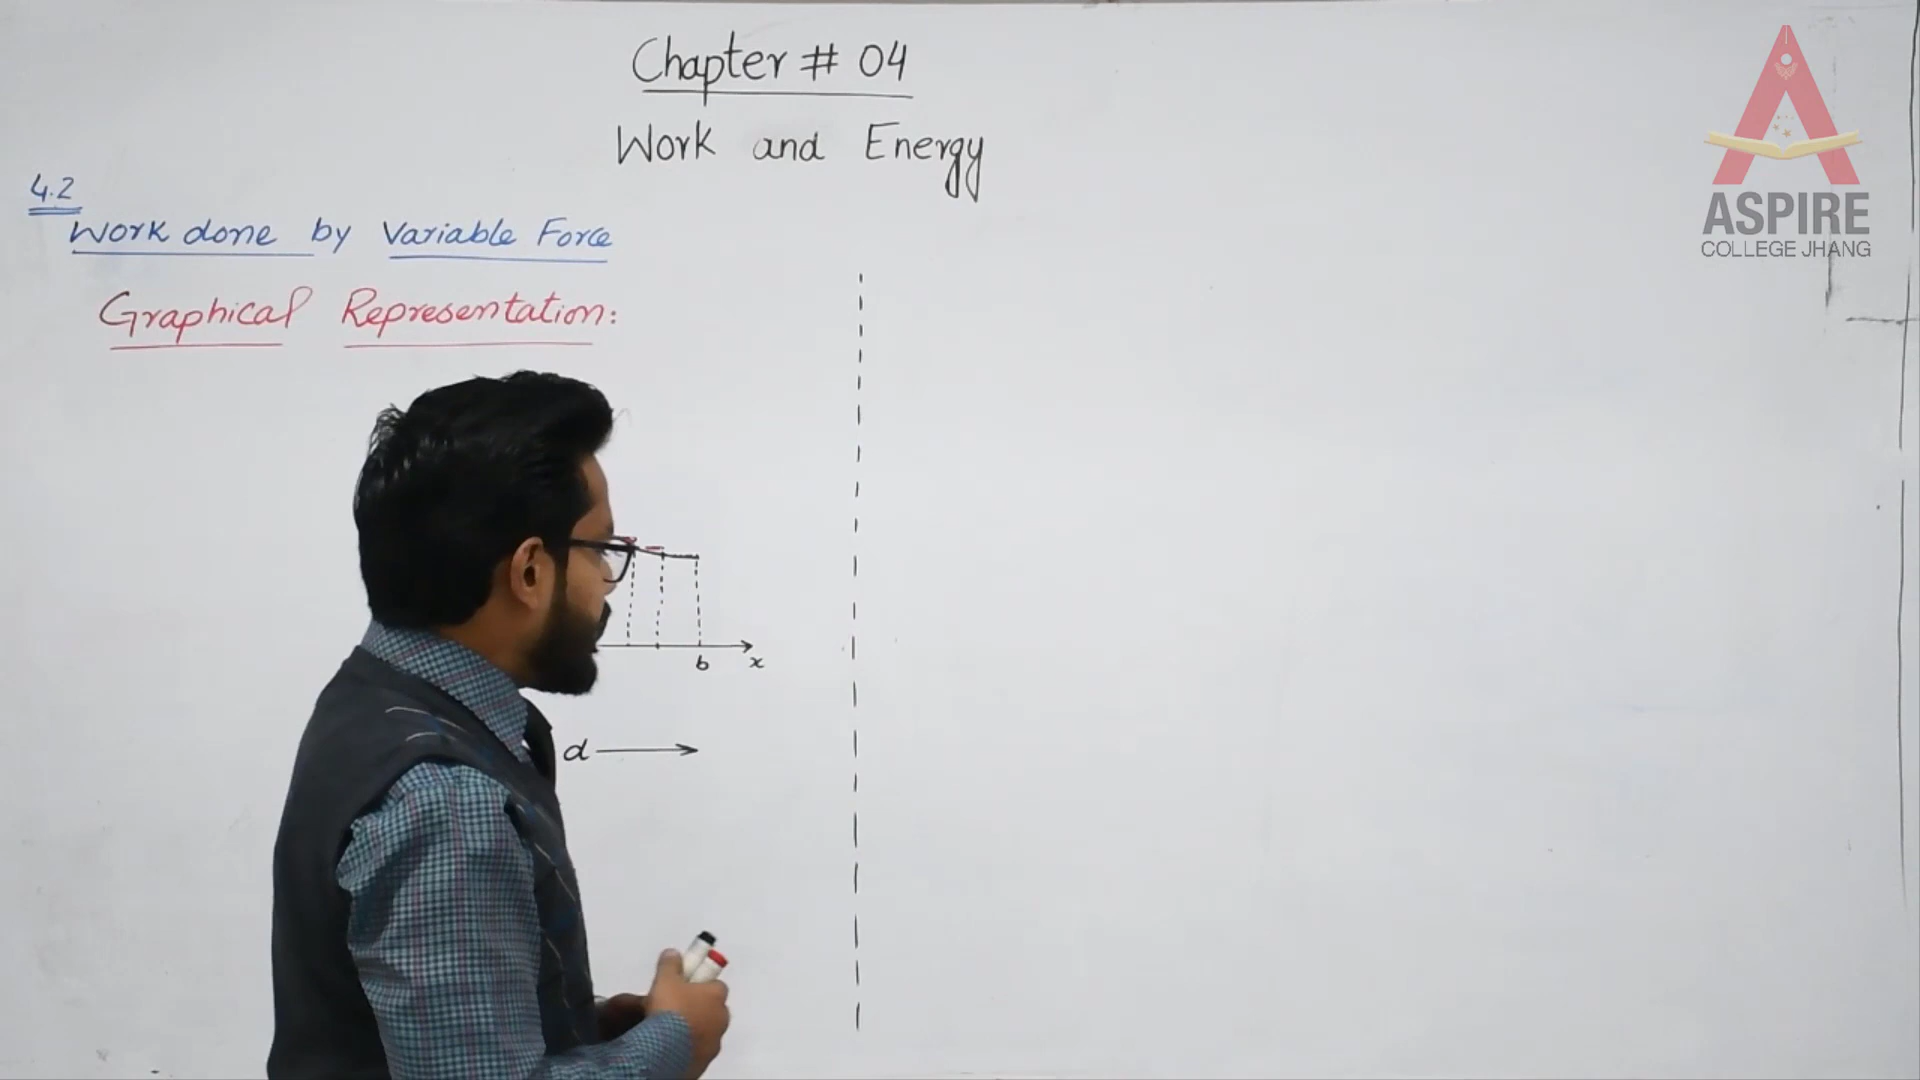 Chapter # 04
Work and Energy
4.2
Work done by Variable Force
Graphical Representation:
b x
d
ASPIRE
COLLEGE JHANG